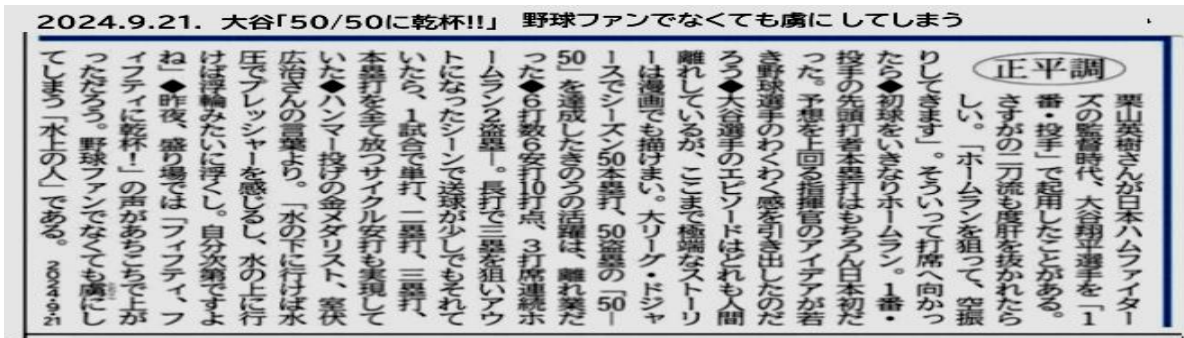 2024.9.21. 大谷「50/50に乾杯!!」 野球ファンでなくても虜にしてしまう
正平調
栗山英樹さんが日本ハムファイター
ズの監督時代、大谷翔平選手を「1
番・投手」で起用したことがある。
さすがの二刀流も度肝を抜かれたら
しい。「ホームランを狙って、空振
りしてきます」。そういって打席へ向かっ
たら◆初球をいきなりホームラン。1番・
投手の先頭打者本塁打はもちろん日本初だ
った。予想を上回る指揮官のアイデアが若
き野球選手のわくわく感を引き出したのだ
ろう◆大谷選手のエピソードはどれも人間
離れしているが、ここまで極端なストーリ
ーは漫画でも描けまい。大リーグ・ドジャ
ースでシーズン50本塁打、50盗塁の「50―
50」を達成したきのうの活躍は、離れ業だ
った◆6打数6安打10打点、3打席連続ホ
ームラン2盗塁―。長打で三塁を狙いアウ
トになったシーンで送球が少しでもそれて
いたら、1試合で単打、二塁打、三塁打、
本塁打を全て放つサイクル安打も実現して
いた◆ハンマー投げの金メダリスト、室伏
広治さんの言葉より。「水の下に行けば水
圧でプレッシャーを感じるし、水の上に行
けば浮輪みたいに浮くし。自分次第ですよ
ね」◆昨夜、盛り場では「フィフティ、フ
ィフティに乾杯!」の声があちこちで上が
っただろう。野球ファンでなくても虜にし
てしまう「水上の人」である。 2024・9・21